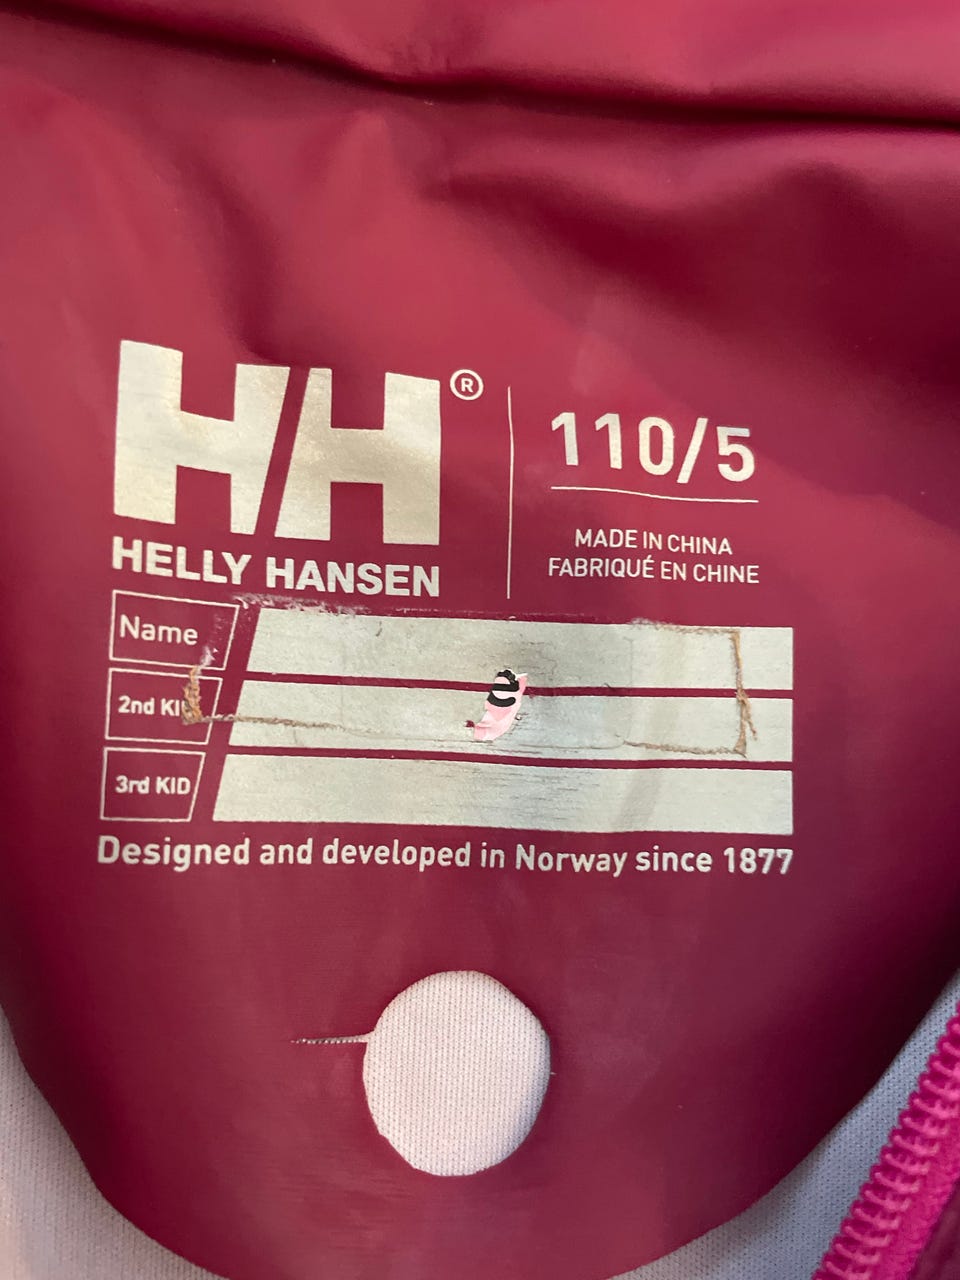 HH®
HELLY HANSEN
110/5
MADE IN CHINA
FABRIQUÉ EN CHINE
Name
2nd KID
3rd KID
Designed and developed in Norway since 1877